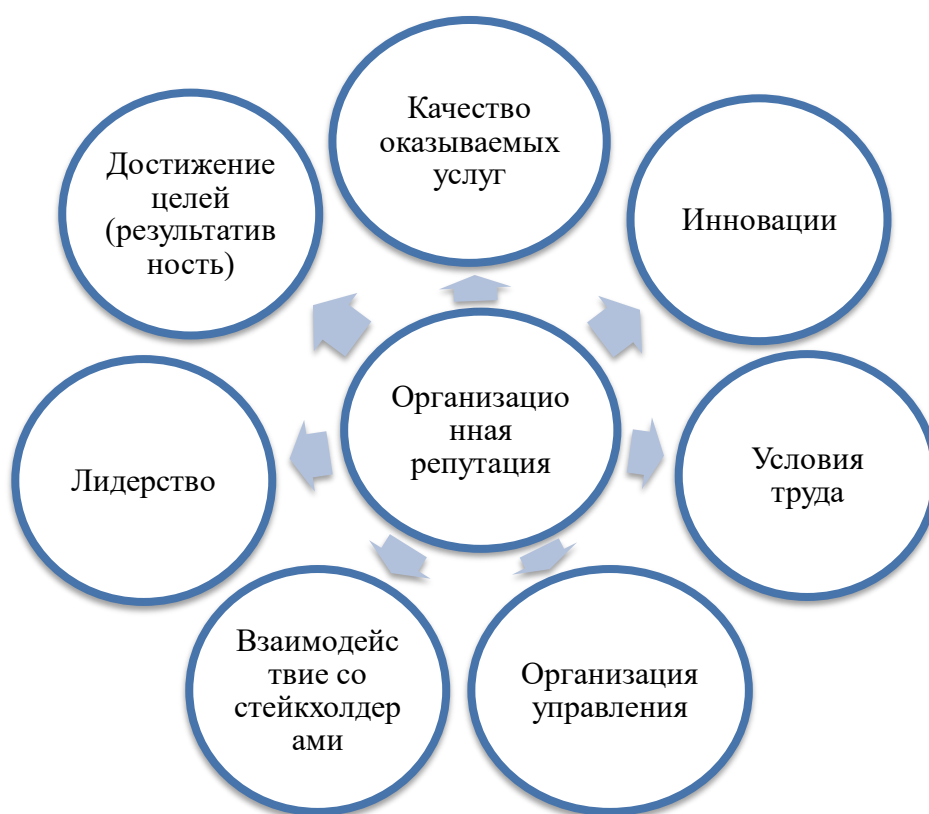 Качество
оказываемых
услуг
Достижение
целей
(результатив
ность)
Инновации
Организацио
нная
репутация
Лидерство
Условия
труда
Взаимодейс
твие со
стейкхолдер
ами
Организация
управления